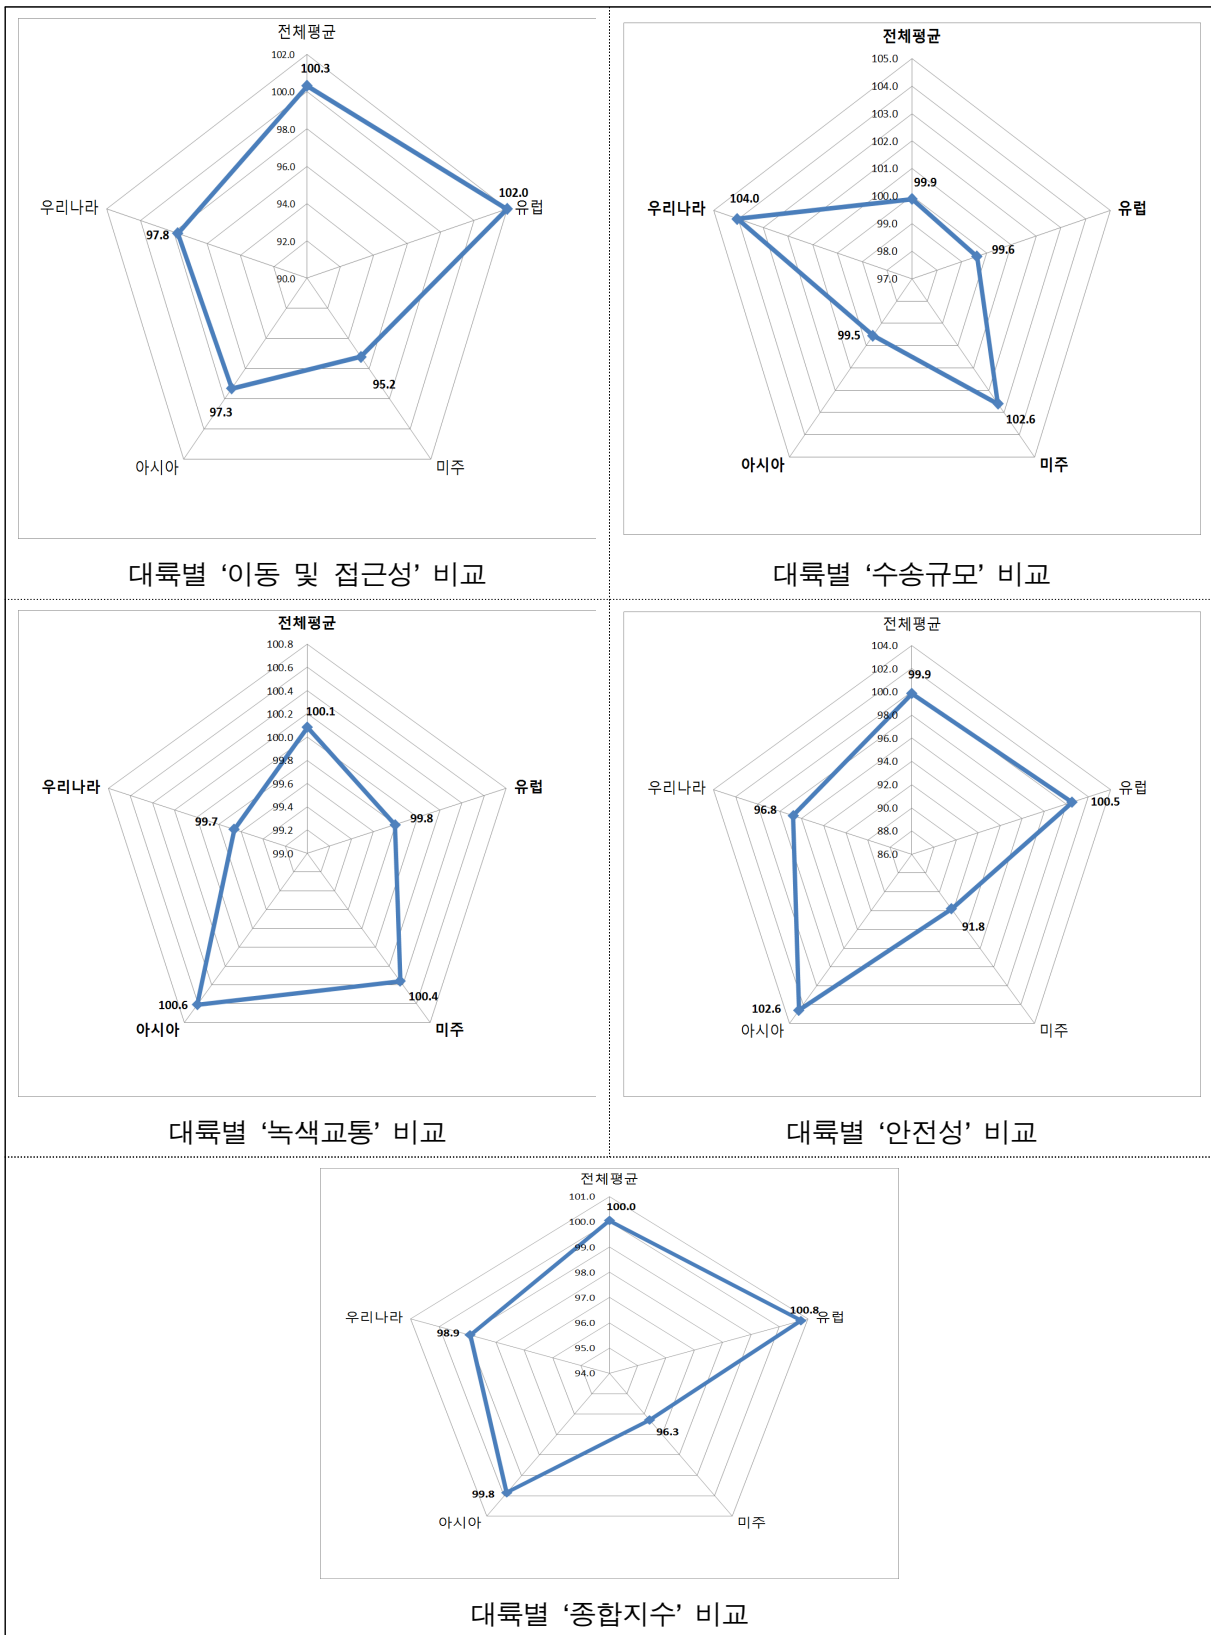 전체평균
102.0
100.3
100.0
98.0
96.0
94.0
92.0
90.0
102.0
유럽
우리나라
97.8
95.2
97.3
아시아
미주
대륙별 ‘이동 및 접근성’ 비교
전체평균
105.0
104.0
103.0
102.0
101.0
100.0
99.0
98.0
97.0
99.9
우리나라
104.0
유럽
99.6
99.5
102.6
아시아
미주
대륙별 ‘수송규모’ 비교
전체평균
100.8
100.6
100.4
100.2
100.0
99.8
99.6
99.4
99.2
99.0
100.1
우리나라
유럽
99.7
99.8
100.6
100.4
아시아
미주
대륙별 ‘녹색교통’ 비교
전체평균
104.0
102.0
100.0
98.0
96.0
94.0
92.0
90.0
88.0
86.0
99.9
우리나라
유럽
96.8
100.5
91.8
102.6
아시아
미주
대륙별 ‘안전성’ 비교
전체평균
101.0
100.0
99.0
98.0
97.0
96.0
95.0
94.0
100.0
우리나라
100.8
유럽
98.9
96.3
99.8
아시아
미주
대륙별 ‘종합지수’ 비교